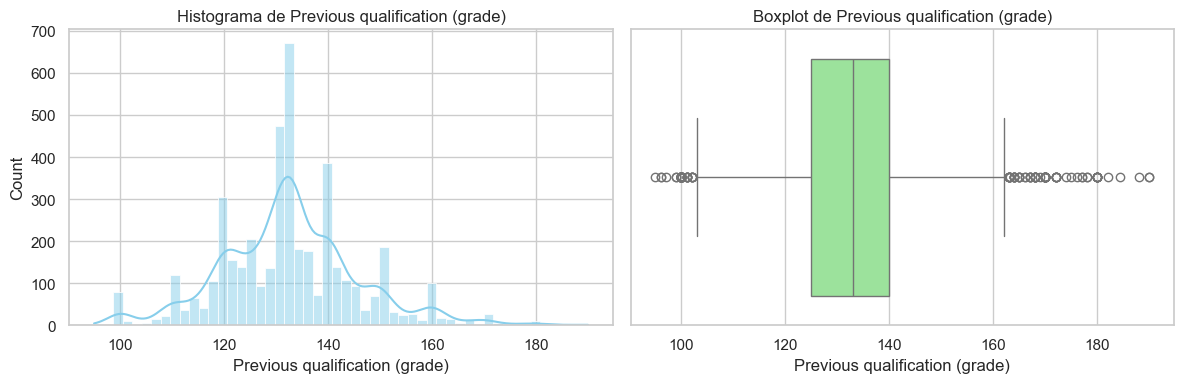 Histograma de Previous qualification (grade)
700
600
500
400
300
200
100
0
Count
100 120 140 160 180
Previous qualification (grade)
Boxplot de Previous qualification (grade)
100 120 140 160 180
Previous qualification (grade)